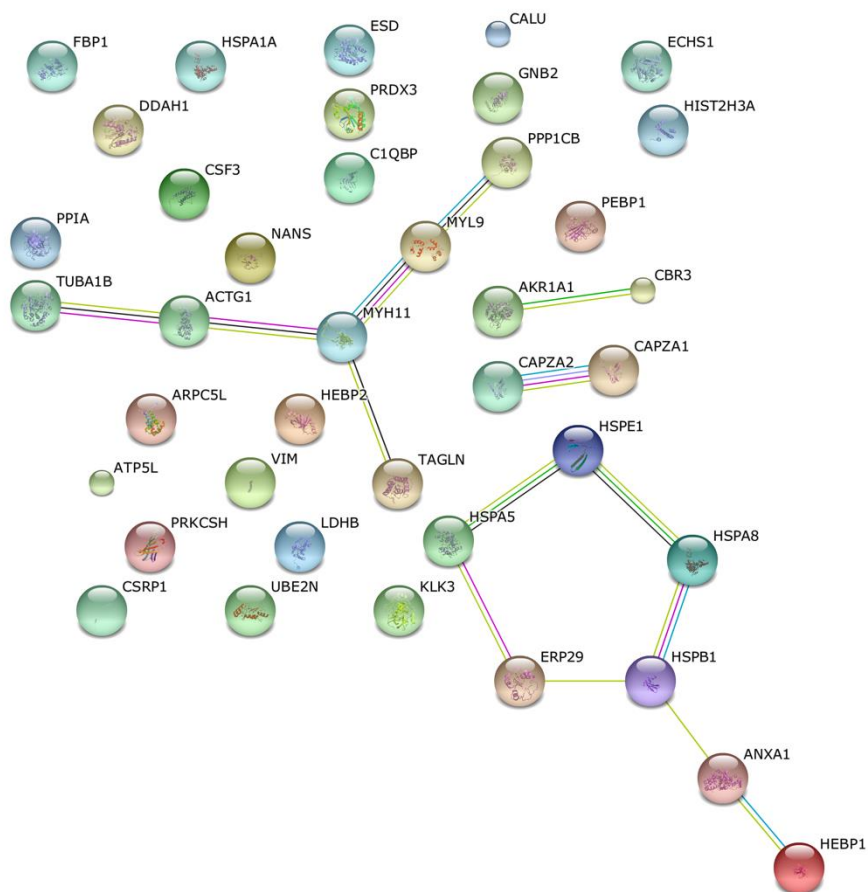 FBP1
HSPA1A
ESD
CALU
ECHS1
DDAH1
PRDX3
GNB2
HIST2H3A
CSF3
C1QBP
PPP1CB
PPIA
NANS
MYL9
PEBP1
TUBA1B
ACTG1
MYH11
AKR1A1
CBR3
CAPZA2
CAPZA1
ARPC5L
HEBP2
HSPE1
ATP5L
VIM
TAGLN
HSPA5
HSPA8
PRKCSH
LDHB
CSRP1
UBE2N
KLK3
ERP29
HSPB1
ANXA1
HEBP1